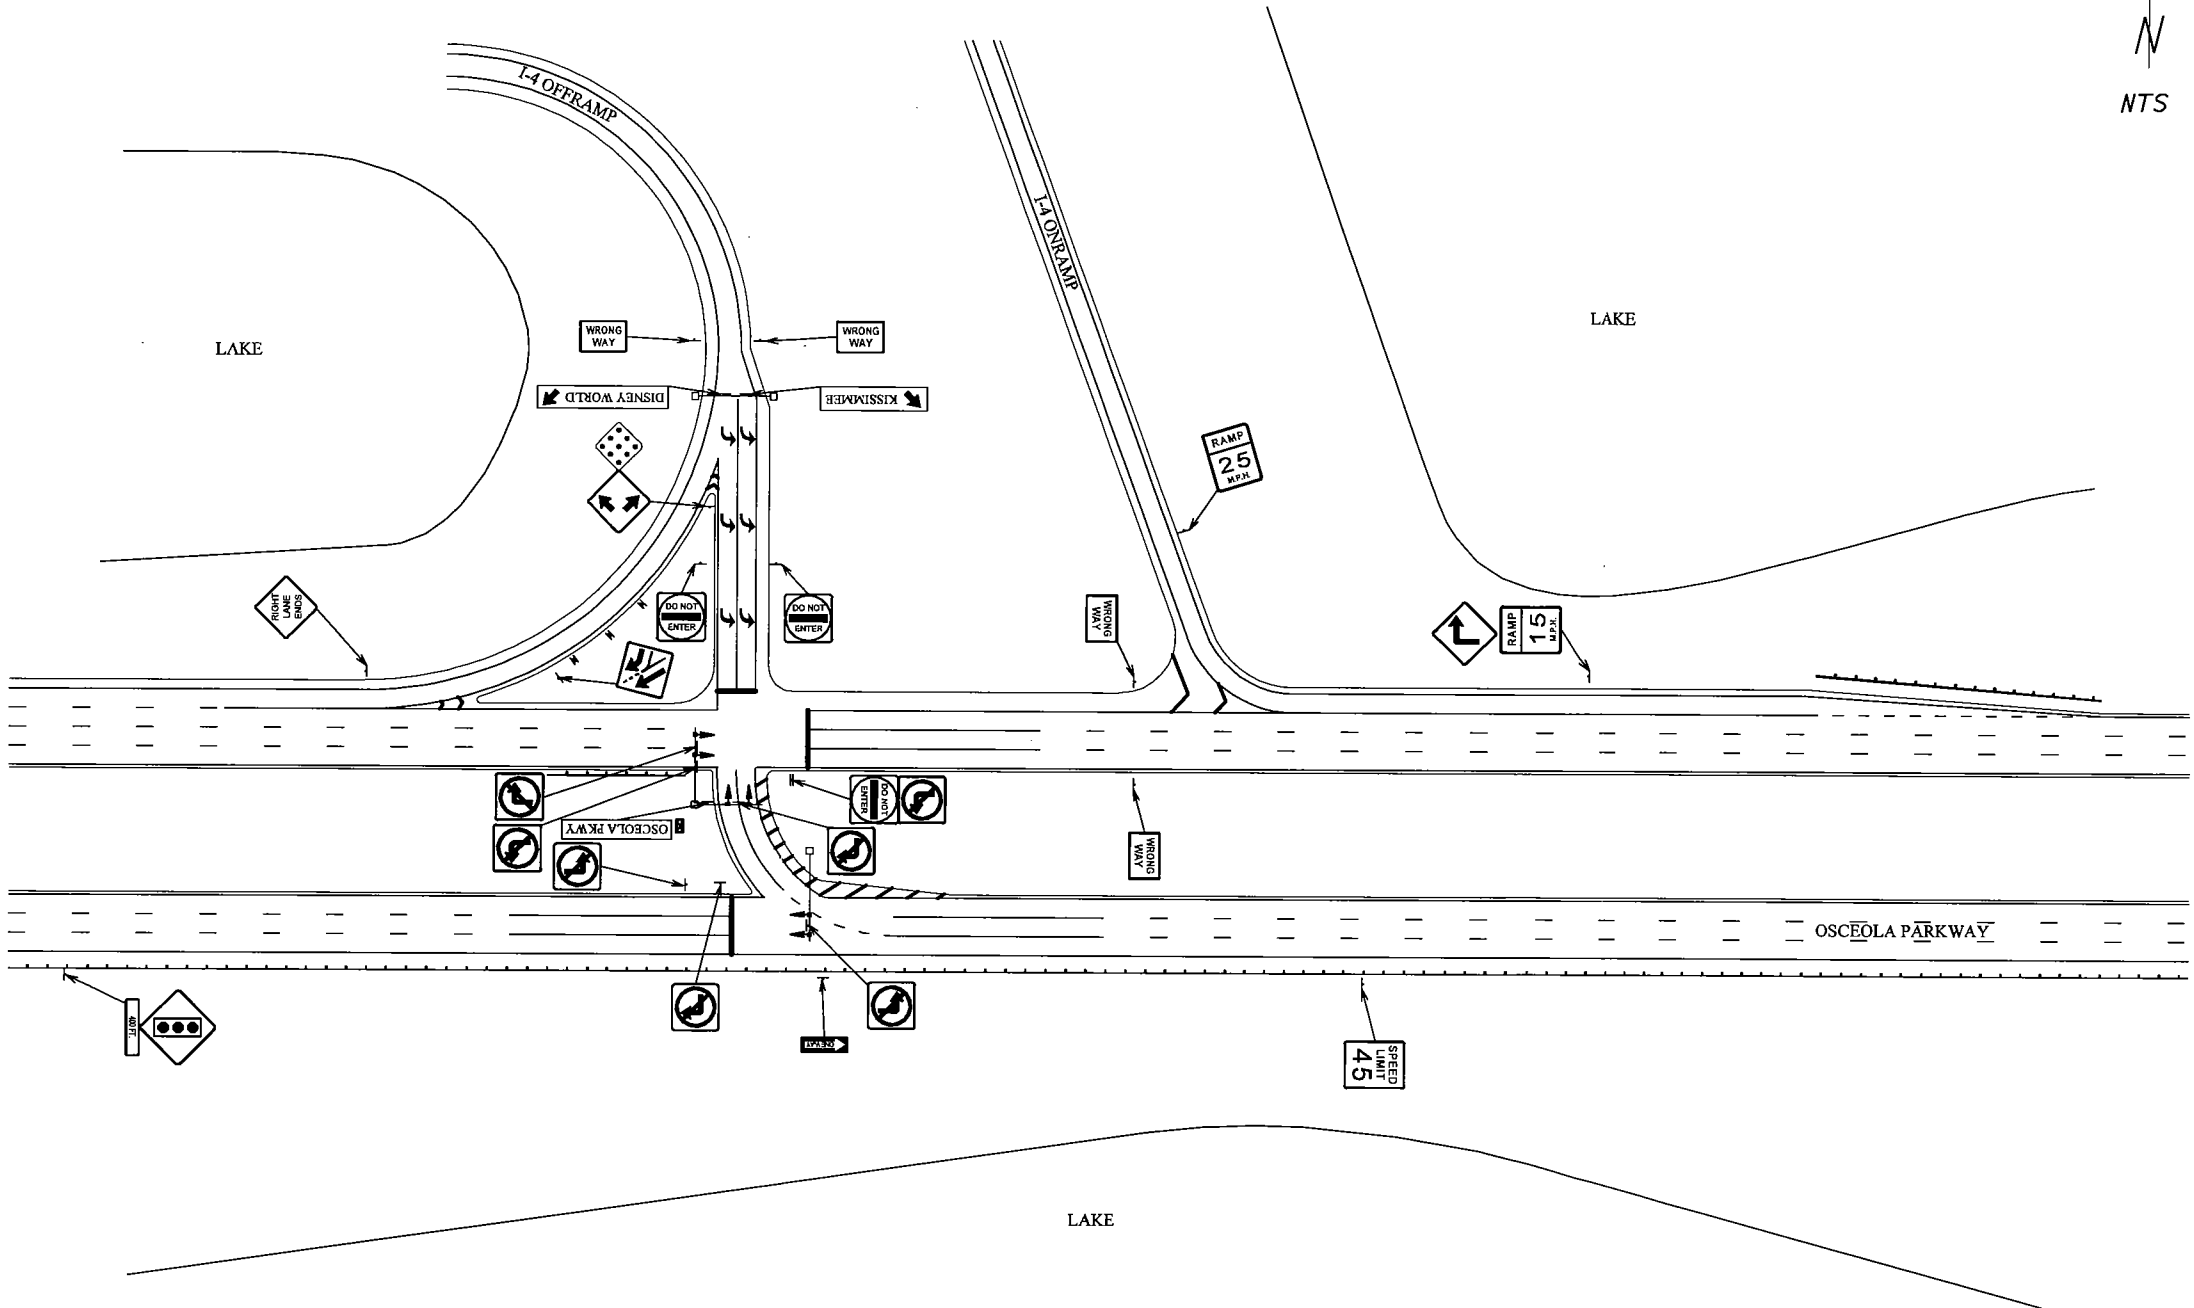 N
NTS
I-4 OFFRAMP
I-4 ONRAMP
LAKE
LAKE
WRONG
WAY
WRONG
WAY
DISNEY WORLD
KISSIMMEE
RAMP
25
M.P.H.
RIGHT
LANE
ENDS
DO NOT
ENTER
DO NOT
ENTER
WRONG
WAY
RAMP
15
M.P.H.
DO NOT
ENTER
OSCEOLA PKWY
WRONG
WAY
OSCEOLA PARKWAY
400 FT.
ONE WAY
SPEED
LIMIT
45
LAKE